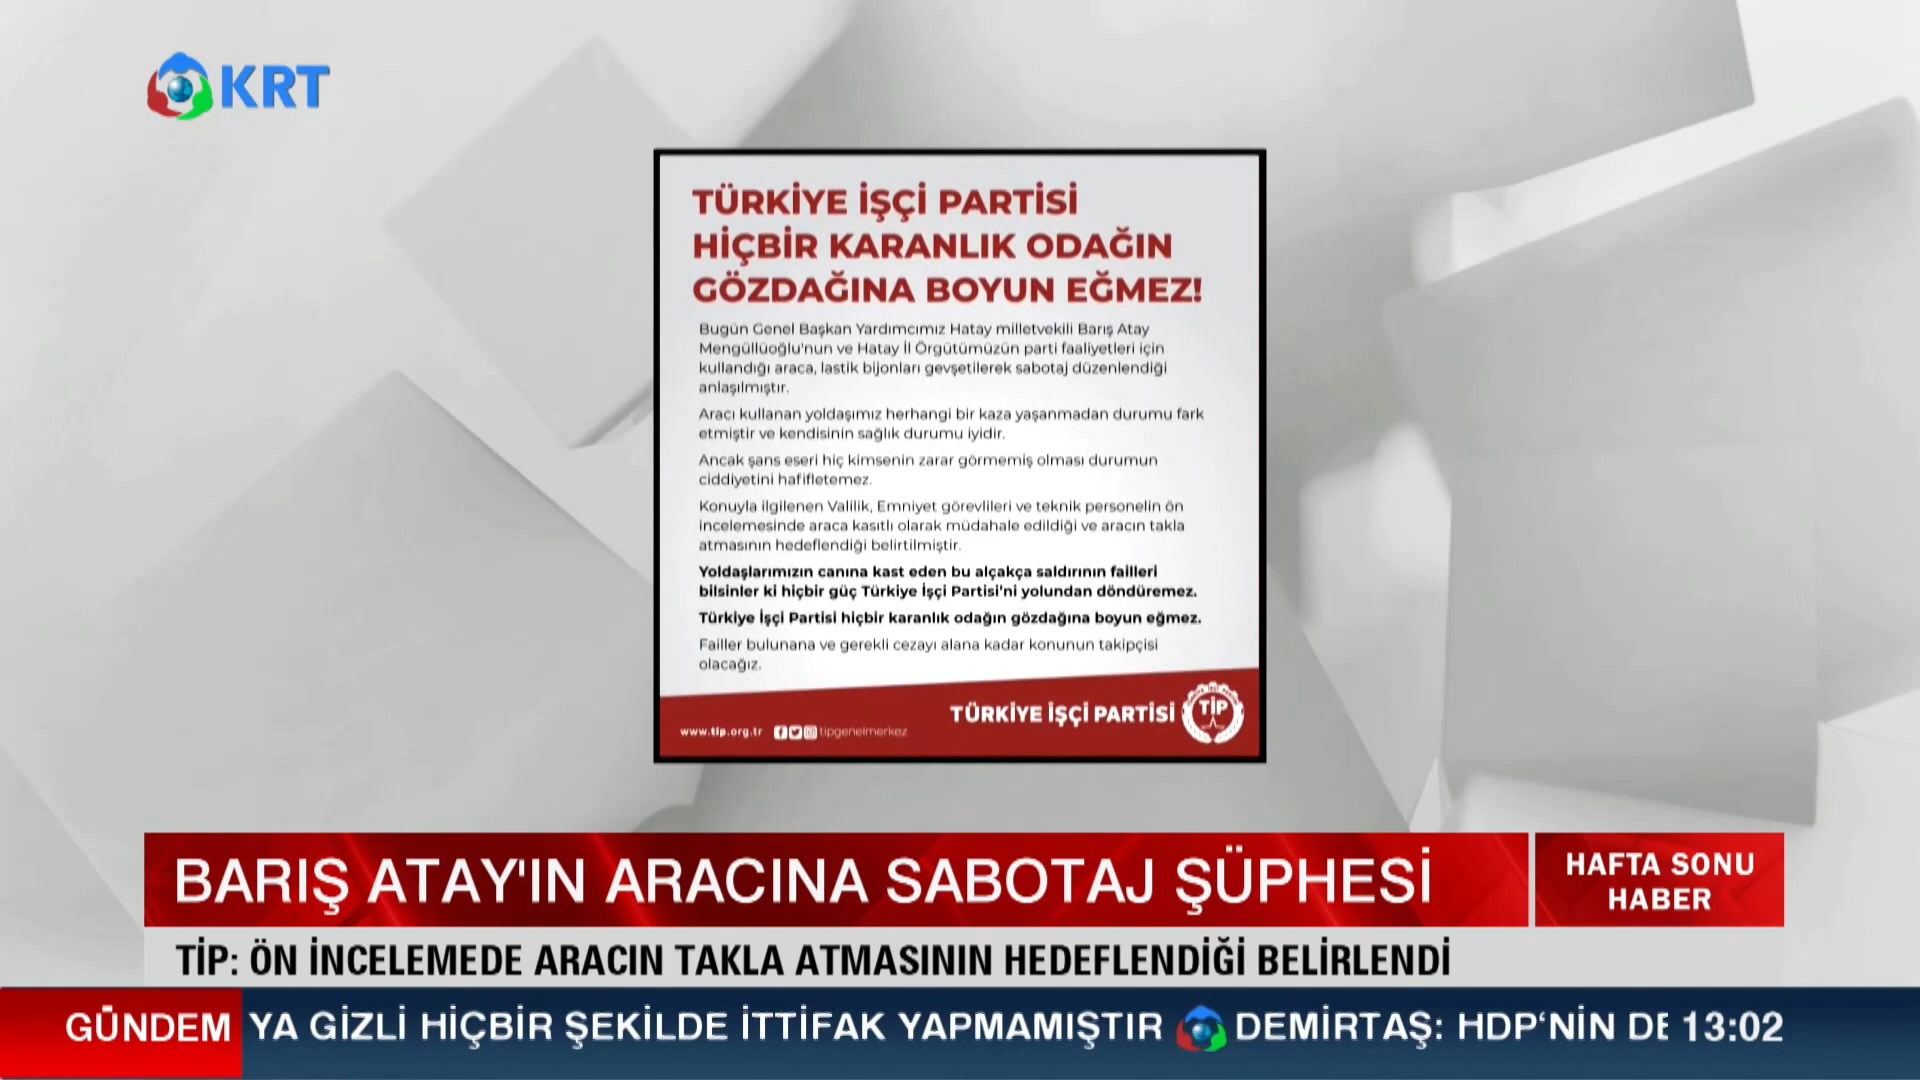 KRT
TÜRKİYE İŞÇİ PARTİSİ
HİÇBİR KARANLIK ODAĞIN
GÖZDAĞINA BOYUN EĞMEZ!
Bugün Genel Başkan Yardımcımız Hatay milletvekili Barış Atay
Mengüllüoğlu'nun ve Hatay İl Örgütümüzün parti faaliyetleri için
kullandığı araca, lastik bijonları gevşetilerek sabotaj düzenlendiği
anlaşılmıştır.
Aracı kullanan yoldaşımız herhangi bir kaza yaşanmadan durumu fark
etmiştir ve kendisinin sağlık durumu iyidir.
Ancak şans eseri hiç kimsenin zarar görmemiş olması durumun
ciddiyetini hafifletemez.
Konuyla ilgilenen Valilik, Emniyet görevlileri ve teknik personelin ön
incelemesinde araca kasıtlı olarak müdahale edildiği ve aracın takla
atmasının hedeflendiği belirtilmiştir.
Yoldaşlarımızın canına kast eden bu alçakça saldırının failleri
bilsinler ki hiçbir güç Türkiye İşçi Partisi'ni yolundan döndüremez.
Türkiye İşçi Partisi hiçbir karanlık odağın gözdağına boyun eğmez.
Failler bulunana ve gerekli cezayı alana kadar konunun takipçisi
olacağız.
TÜRKİYE İŞÇİ PARTİSİ TİP
www.tip.org.tr tipgenelmerkez
BARIŞ ATAY'IN ARACINA SABOTAJ ŞÜPHESİ
HAFTA SONU
HABER
TİP: ÖN İNCELEMEDE ARACIN TAKLA ATMASININ HEDEFLENDİĞİ BELİRLENDİ
GÜNDEM YA GİZLİ HİÇBİR ŞEKİLDE İTTİFAK YAPMAMIŞTIR DEMİRTAŞ: HDP'NİN DE 13:02